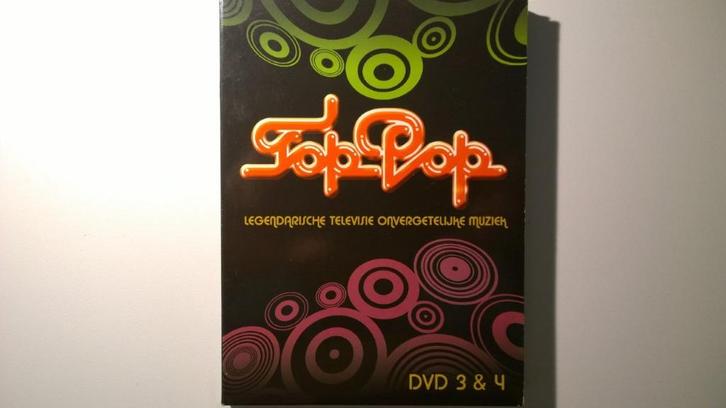 TopPop
LEGENDARISCHE TELEVISIE ONVERGETELIJKE MUZIEK
DVD 3 & 4